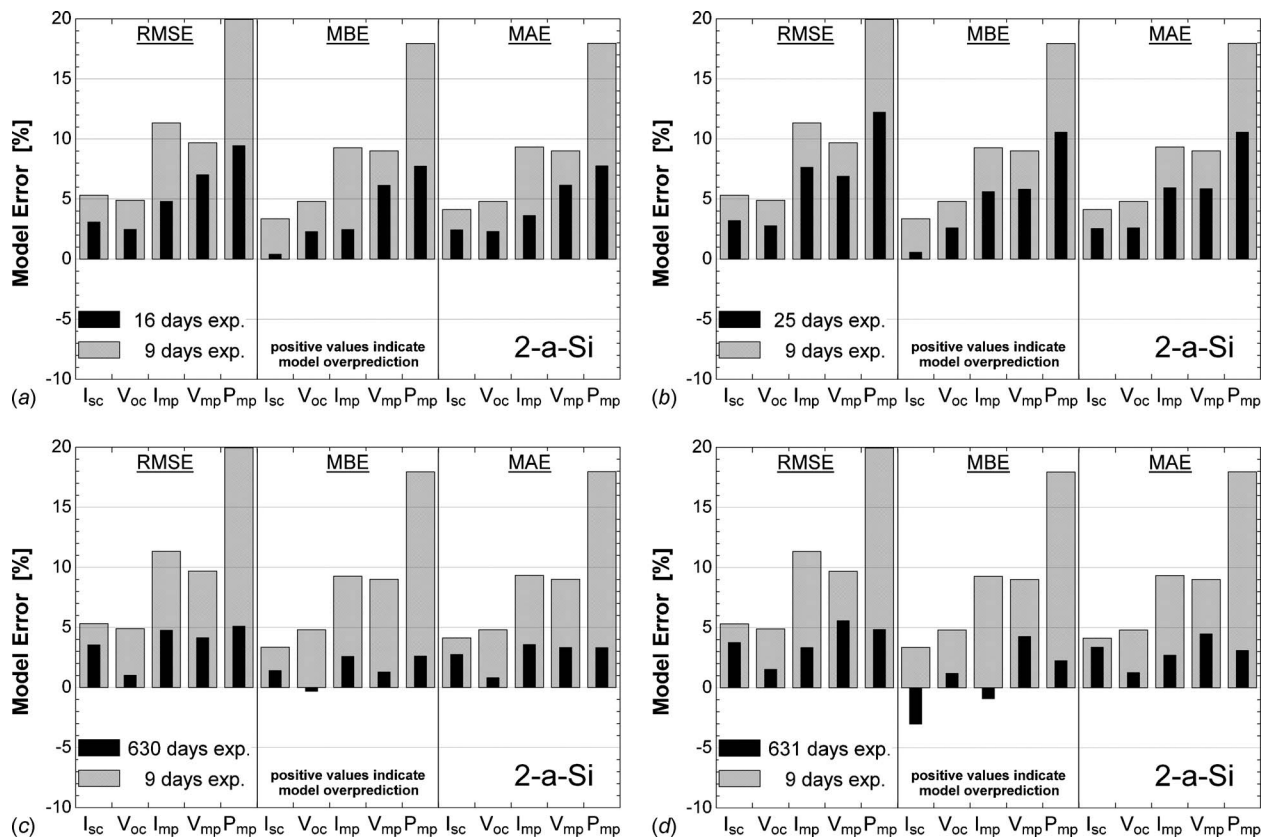 20
15
10
5
0
-5
-10
Model Error [%]
RMSE
MBE
MAE
16 days exp.
9 days exp.
positive values indicate
model overprediction
2-a-Si
(a)
Isc Voc Imp Vmp Pmp Isc Voc Imp Vmp Pmp Isc Voc Imp Vmp Pmp
20
15
10
5
0
-5
-10
Model Error [%]
RMSE
MBE
MAE
25 days exp.
9 days exp.
positive values indicate
model overprediction
2-a-Si
(b)
Isc Voc Imp Vmp Pmp Isc Voc Imp Vmp Pmp Isc Voc Imp Vmp Pmp
20
15
10
5
0
-5
-10
Model Error [%]
RMSE
MBE
MAE
630 days exp.
9 days exp.
positive values indicate
model overprediction
2-a-Si
(c)
Isc Voc Imp Vmp Pmp Isc Voc Imp Vmp Pmp Isc Voc Imp Vmp Pmp
20
15
10
5
0
-5
-10
Model Error [%]
RMSE
MBE
MAE
631 days exp.
9 days exp.
positive values indicate
model overprediction
2-a-Si
(d)
Isc Voc Imp Vmp Pmp Isc Voc Imp Vmp Pmp Isc Voc Imp Vmp Pmp